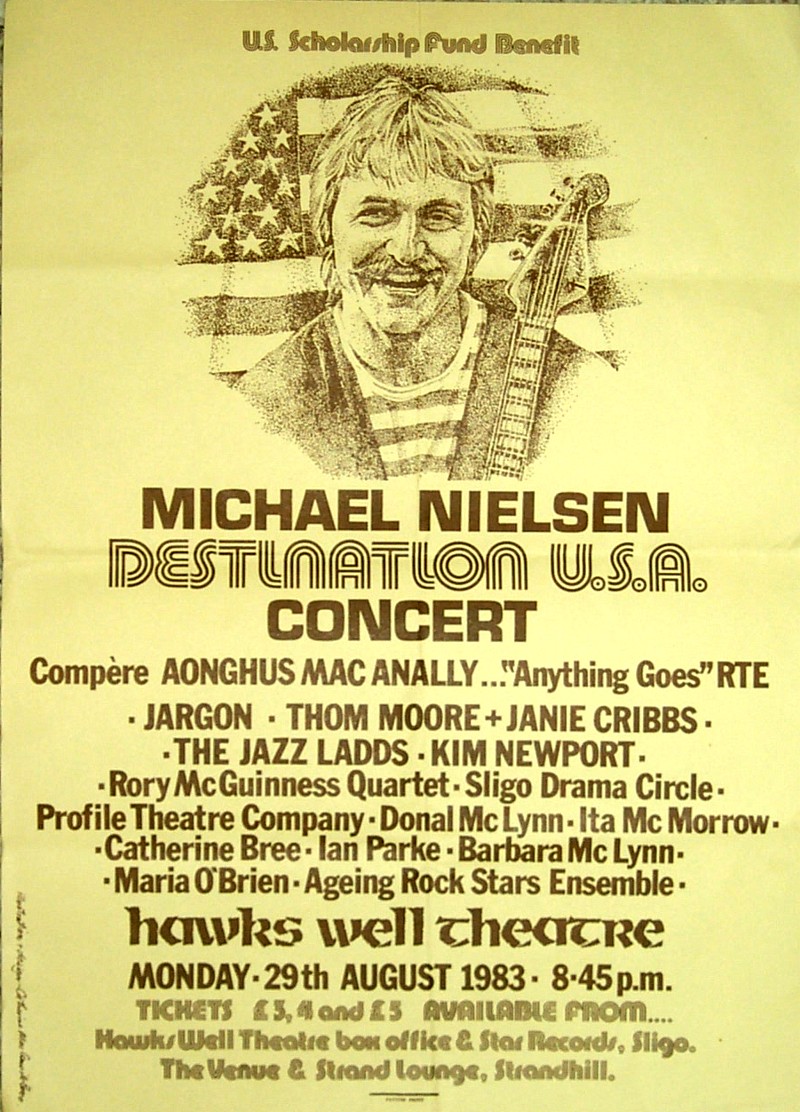 U.S. Scholarship Fund Benefit
MICHAEL NIELSEN
DESTINATION U.S.A.
CONCERT
Compère AONGHUS MAC ANALLY..."Anything Goes" RTE
· JARGON · THOM MOORE + JANIE CRIBBS ·
· THE JAZZ LADDS · KIM NEWPORT ·
· Rory McGuinness Quartet · Sligo Drama Circle ·
Profile Theatre Company · Donal Mc Lynn · Ita Mc Morrow ·
· Catherine Bree · Ian Parke · Barbara Mc Lynn ·
· Maria O'Brien · Ageing Rock Stars Ensemble ·
hawks well theatre
MONDAY · 29th AUGUST 1983 · 8·45 p.m.
TICKETS £3, 4 and £5 AVAILABLE FROM....
Hawks Well Theatre box office & Star Records, Sligo.
The Venue & Strand Lounge, Strandhill.